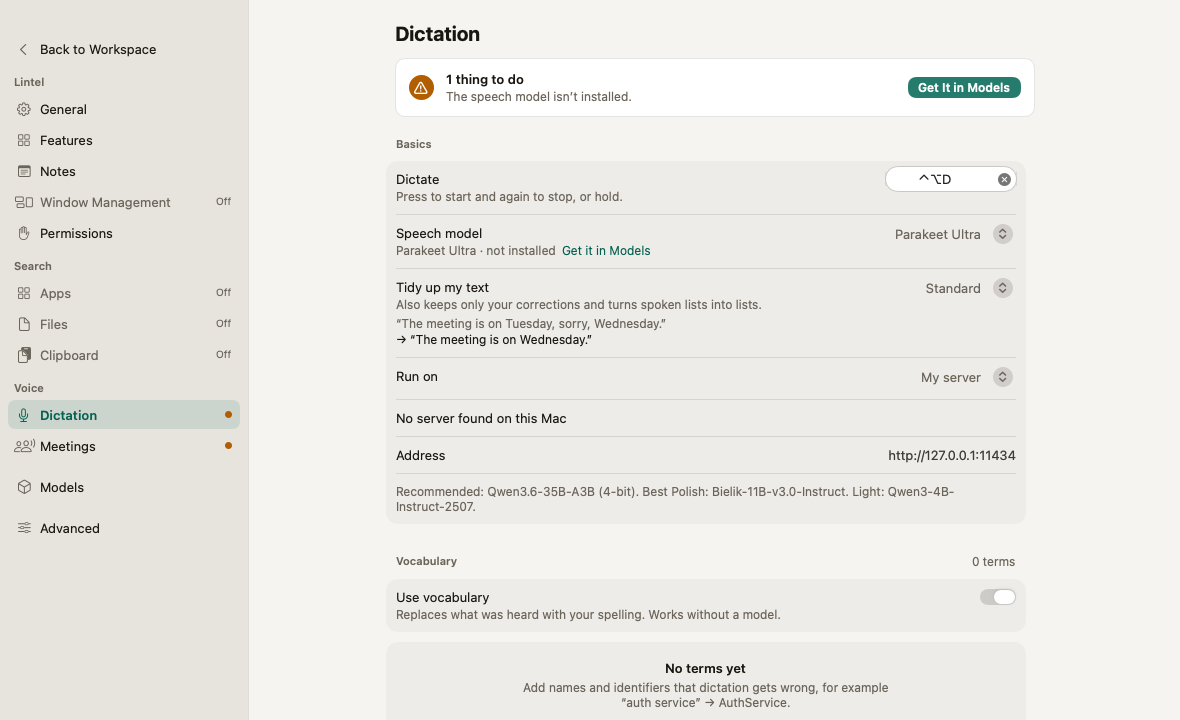 Back to Workspace
Lintel
General
Features
Notes
Window Management Off
Permissions
Search
Apps Off
Files Off
Clipboard Off
Voice
Dictation
Meetings
Models
Advanced
Dictation
1 thing to do
The speech model isn’t installed.
Get It in Models
Basics
Dictate
Press to start and again to stop, or hold.
⌃⌥D
Speech model
Parakeet Ultra · not installed Get it in Models
Parakeet Ultra
Tidy up my text
Also keeps only your corrections and turns spoken lists into lists.
“The meeting is on Tuesday, sorry, Wednesday.”
→ “The meeting is on Wednesday.”
Standard
Run on My server
No server found on this Mac
Address http://127.0.0.1:11434
Recommended: Qwen3.6-35B-A3B (4-bit). Best Polish: Bielik-11B-v3.0-Instruct. Light: Qwen3-4B-
Instruct-2507.
Vocabulary 0 terms
Use vocabulary
Replaces what was heard with your spelling. Works without a model.
No terms yet
Add names and identifiers that dictation gets wrong, for example
“auth service” → AuthService.